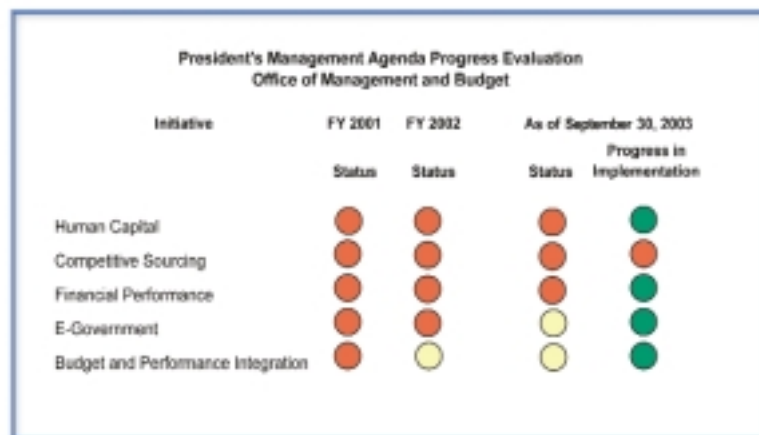 President's Management Agenda Progress Evaluation
Office of Management and Budget
Initiative FY 2001 FY 2002 As of September 30, 2003
Status Status Status Progress in Implementation
Human Capital
Competitive Sourcing
Financial Performance
E-Government
Budget and Performance Integration